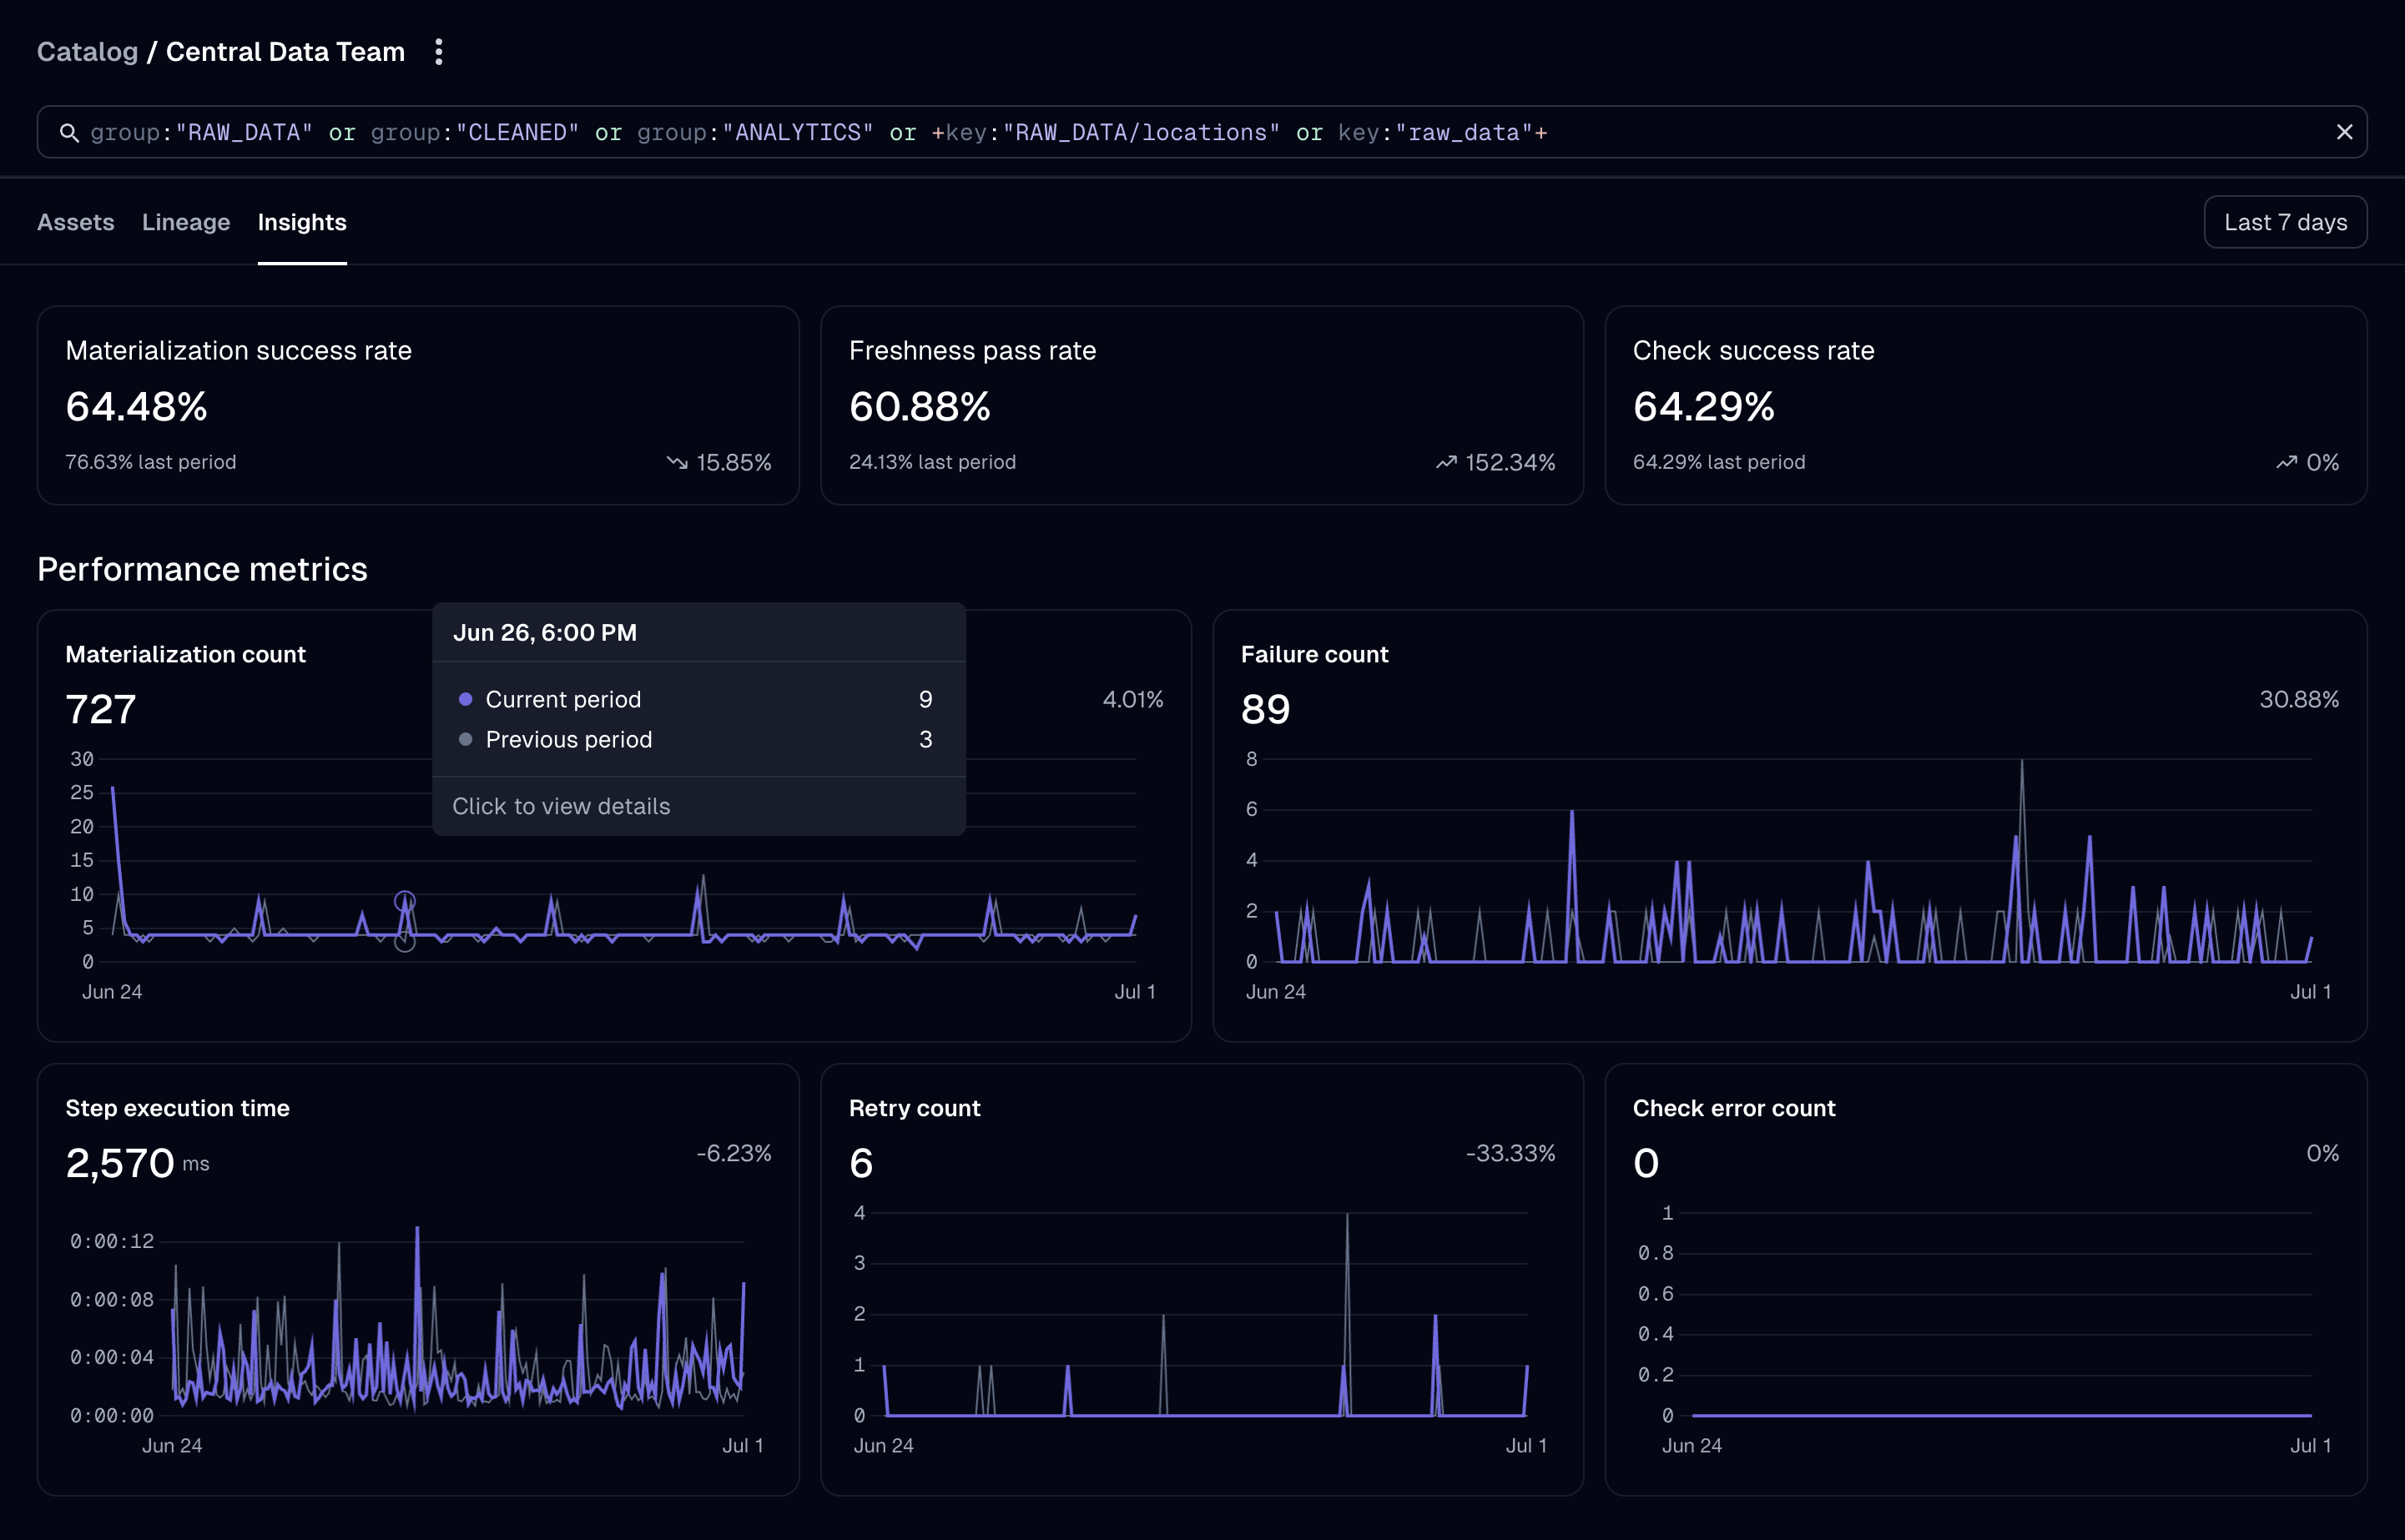 Catalog / Central Data Team
group:"RAW_DATA" or group:"CLEANED" or group:"ANALYTICS" or +key:"RAW_DATA/locations" or key:"raw_data"+
Assets Lineage Insights
Last 7 days
Materialization success rate
64.48%
76.63% last period
15.85%
Freshness pass rate
60.88%
24.13% last period
152.34%
Check success rate
64.29%
64.29% last period
0%
Performance metrics
Materialization count
727
4.01%
30
25
20
15
10
5
0
Jun 24
Jul 1
Jun 26, 6:00 PM
Current period 9
Previous period 3
Click to view details
Failure count
89
30.88%
8
6
4
2
0
Jun 24
Jul 1
Step execution time
2,570 ms
-6.23%
0:00:12
0:00:08
0:00:04
0:00:00
Jun 24
Jul 1
Retry count
6
-33.33%
4
3
2
1
0
Jun 24
Jul 1
Check error count
0
0%
1
0.8
0.6
0.4
0.2
0
Jun 24
Jul 1